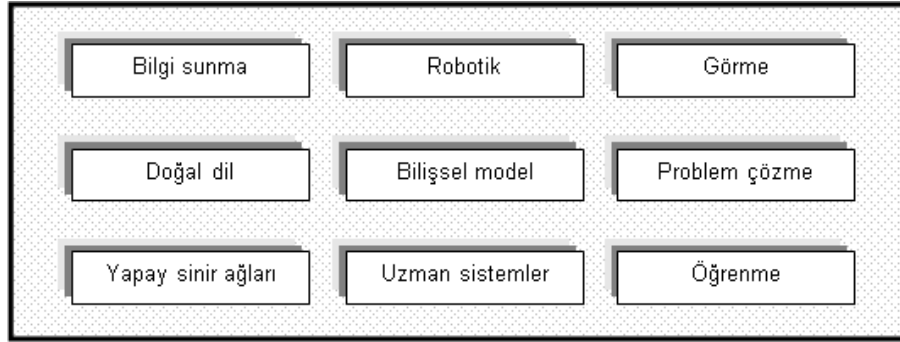 Bilgi sunma
Robotik
Görme
Doğal dil
Bilişsel model
Problem çözme
Yapay sinir ağları
Uzman sistemler
Öğrenme